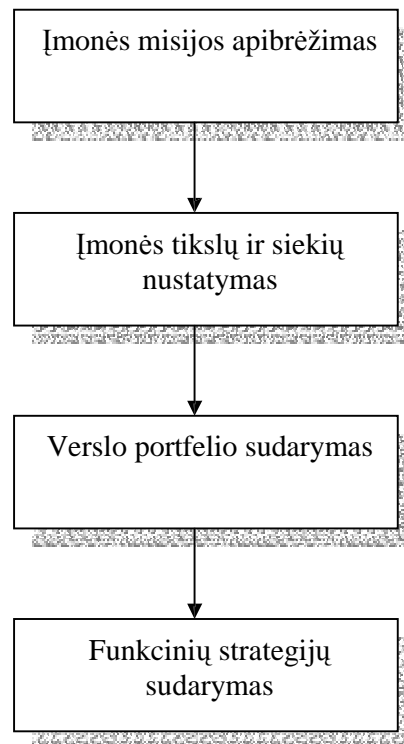 Įmonės misijos apibrėžimas
Įmonės tikslų ir siekių
nustatymas
Verslo portfelio sudarymas
Funkcinių strategijų
sudarymas